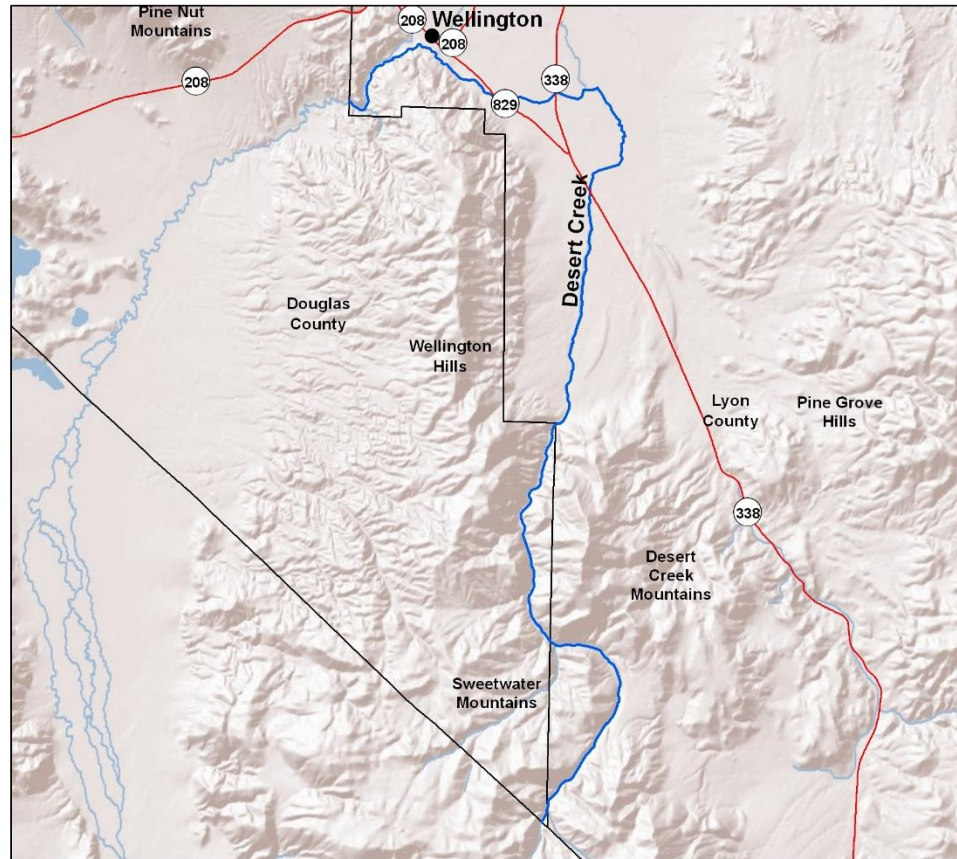 Pine Nut
Mountains
208
Wellington
208
208
338
829
Desert Creek
Douglas
County
Wellington
Hills
Lyon
County
Pine Grove
Hills
338
Desert
Creek
Mountains
Sweetwater
Mountains